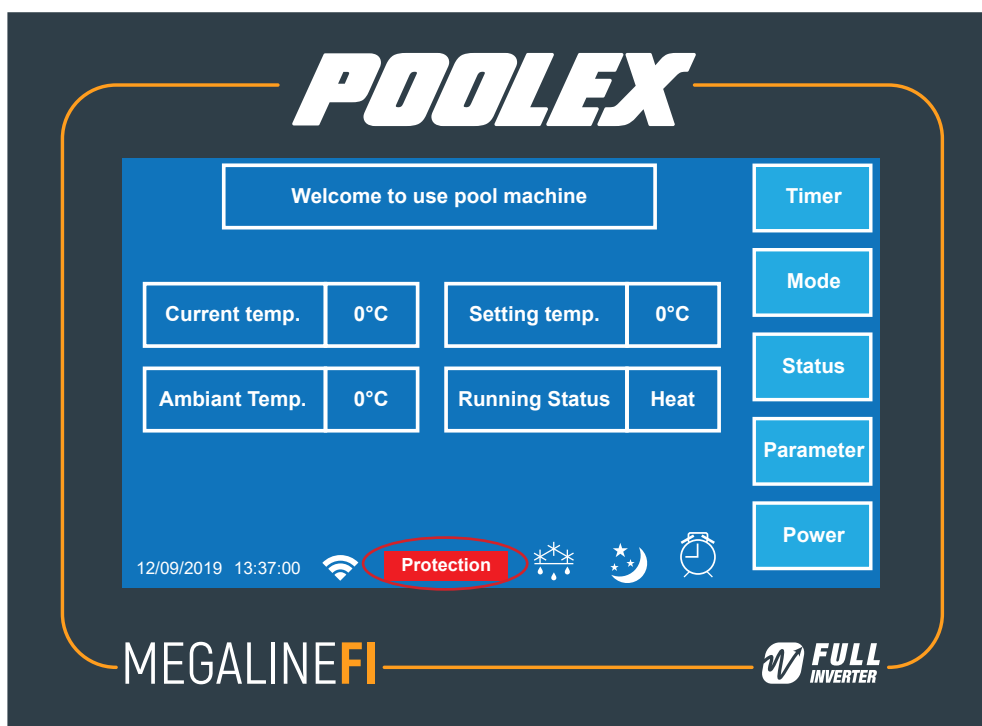 POOLEX
Welcome to use pool machine
Timer
Mode
Current temp. 0°C Setting temp. 0°C
Status
Ambiant Temp. 0°C Running Status Heat
Parameter
Power
12/09/2019 13:37:00 Protection
MEGALINEFI
FULL
INVERTER